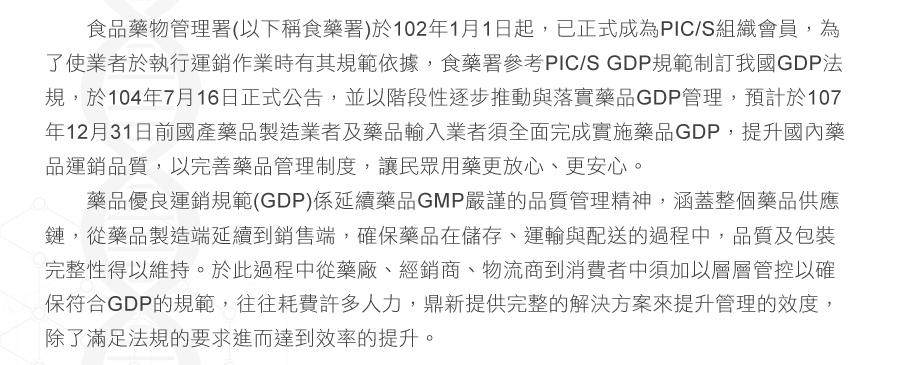 食品藥物管理署(以下稱食藥署)於102年1月1日起，已正式成為PIC/S組織會員，為
了使業者於執行運銷作業時有其規範依據，食藥署參考PIC/S GDP規範制訂我國GDP法
規，於104年7月16日正式公告，並以階段性逐步推動與落實藥品GDP管理，預計於107
年12月31日前國產藥品製造業者及藥品輸入業者須全面完成實施藥品GDP，提升國內藥
品運銷品質，以完善藥品管理制度，讓民眾用藥更放心、更安心。
藥品優良運銷規範(GDP)係延續藥品GMP嚴謹的品質管理精神，涵蓋整個藥品供應
鏈，從藥品製造端延續到銷售端，確保藥品在儲存、運輸與配送的過程中，品質及包裝
完整性得以維持。於此過程中從藥廠、經銷商、物流商到消費者中須加以層層管控以確
保符合GDP的規範，往往耗費許多人力，鼎新提供完整的解決方案來提升管理的效度，
除了滿足法規的要求進而達到效率的提升。